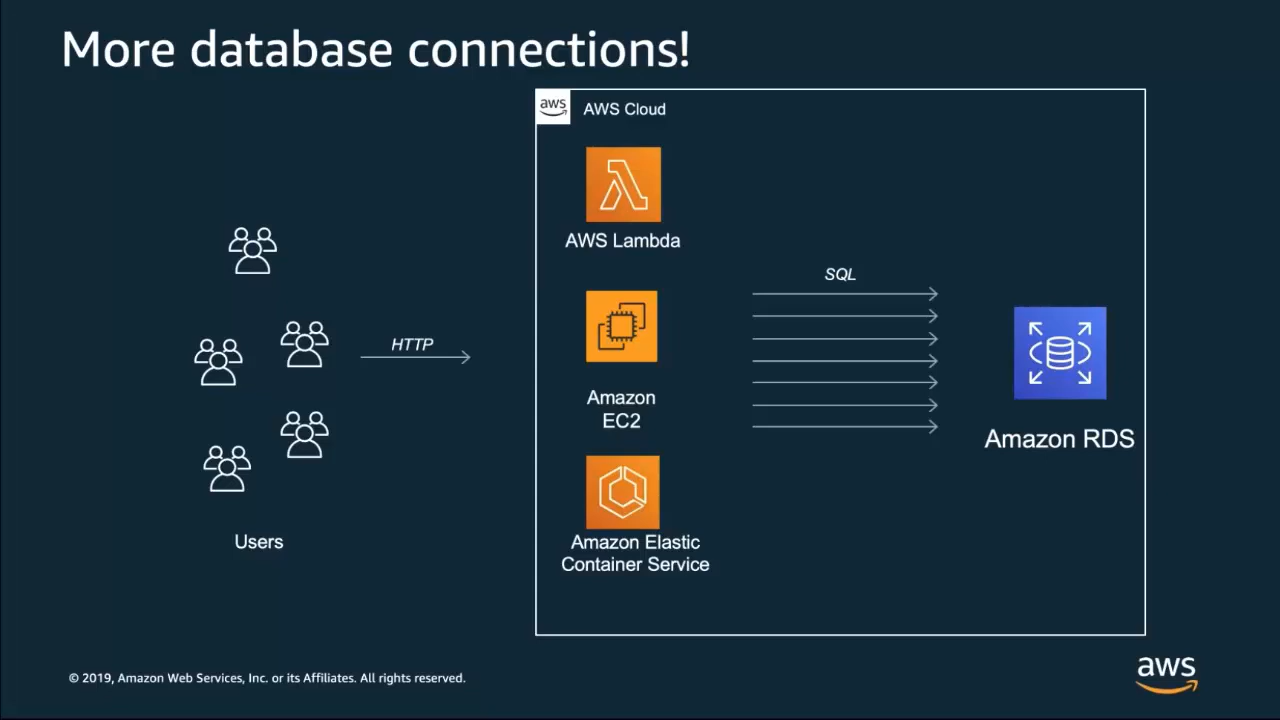 More database connections!
aws
AWS Cloud
AWS Lambda
SQL
HTTP
Amazon
EC2
Amazon RDS
Amazon Elastic
Container Service
Users
© 2019, Amazon Web Services, Inc. or its Affiliates. All rights reserved.
aws